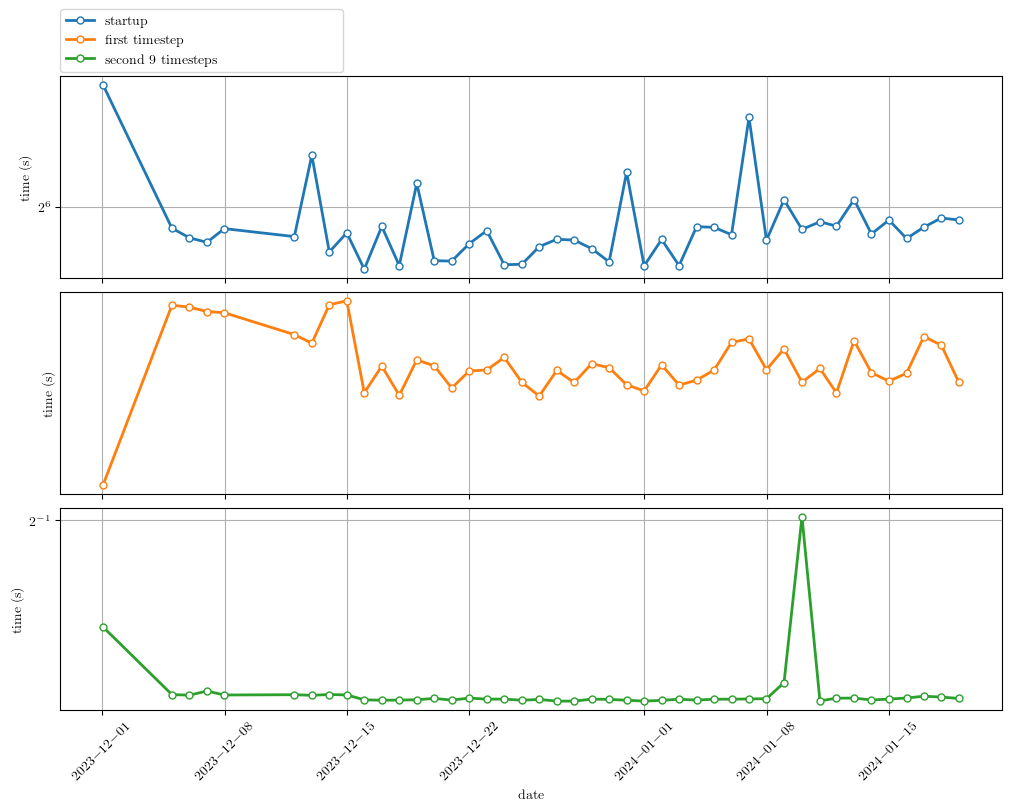 startup
first timestep
second 9 timesteps
time (s)
2^6
time (s)
2^{-1}
time (s)
2023−12−01
2023−12−08
2023−12−15
2023−12−22
2024−01−01
2024−01−08
2024−01−15
date